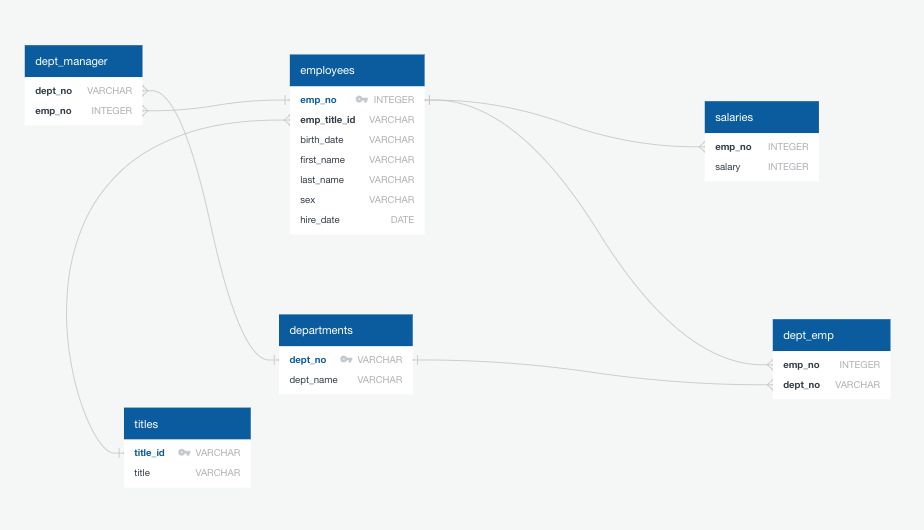 dept_manager
dept_no VARCHAR
emp_no INTEGER
employees
emp_no INTEGER
emp_title_id VARCHAR
birth_date VARCHAR
first_name VARCHAR
last_name VARCHAR
sex VARCHAR
hire_date DATE
salaries
emp_no INTEGER
salary INTEGER
departments
dept_no VARCHAR
dept_name VARCHAR
dept_emp
emp_no INTEGER
dept_no VARCHAR
titles
title_id VARCHAR
title VARCHAR